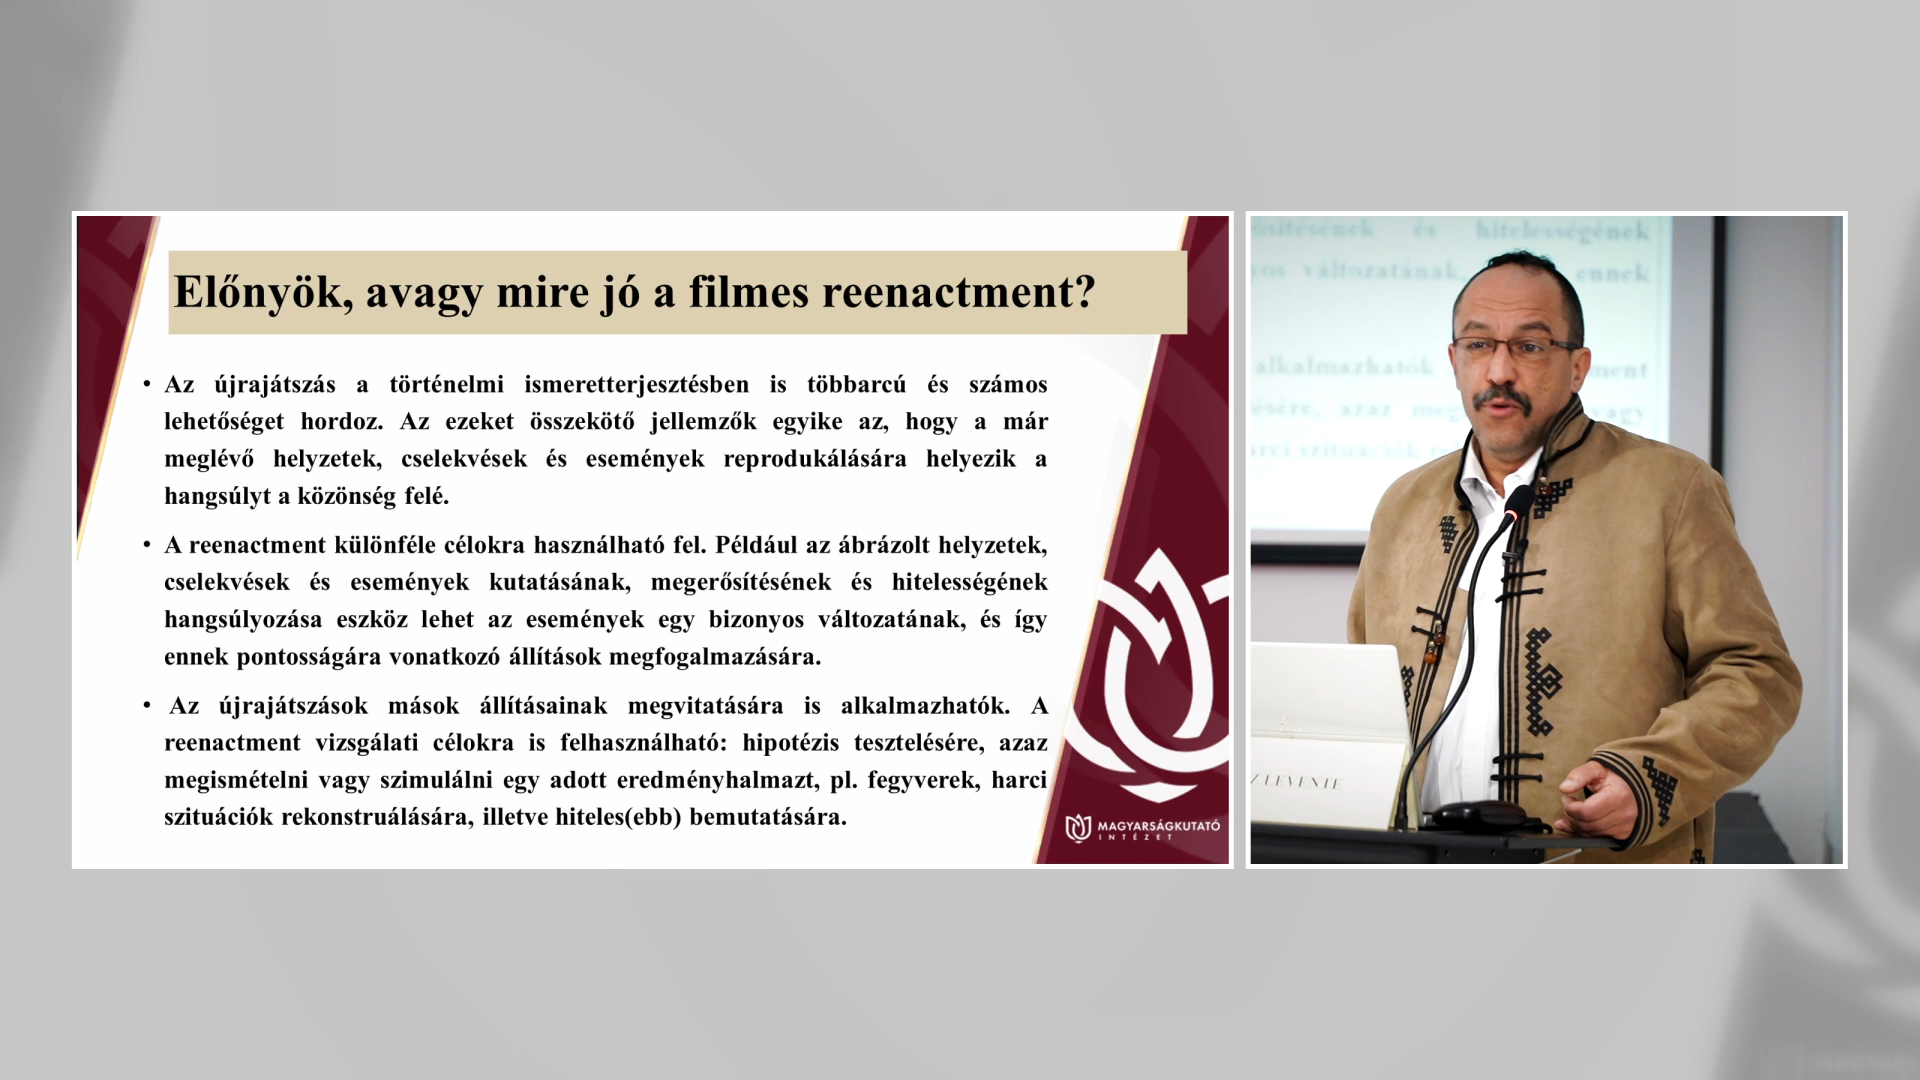 Előnyök, avagy mire jó a filmes reenactment?
• Az újrajátszás a történelmi ismeretterjesztésben is többarcú és számos
lehetőséget hordoz. Az ezeket összekötő jellemzők egyike az, hogy a már
meglévő helyzetek, cselekvések és események reprodukálására helyezik a
hangsúlyt a közönség felé.
• A reenactment különféle célokra használható fel. Például az ábrázolt helyzetek,
cselekvések és események kutatásának, megerősítésének és hitelességének
hangsúlyozása eszköz lehet az események egy bizonyos változatának, és így
ennek pontosságára vonatkozó állítások megfogalmazására.
• Az újrajátszások mások állításainak megvitatására is alkalmazhatók. A
reenactment vizsgálati célokra is felhasználható: hipotézis tesztelésére, azaz
megismételni vagy szimulálni egy adott eredményhalmazt, pl. fegyverek, harci
szituációk rekonstruálására, illetve hiteles(ebb) bemutatására.
MAGYARSÁGKUTATÓ
INTÉZET
és hitelességének
változatának, ennek
alkalmazhatók
azaz
Z LEVENTE